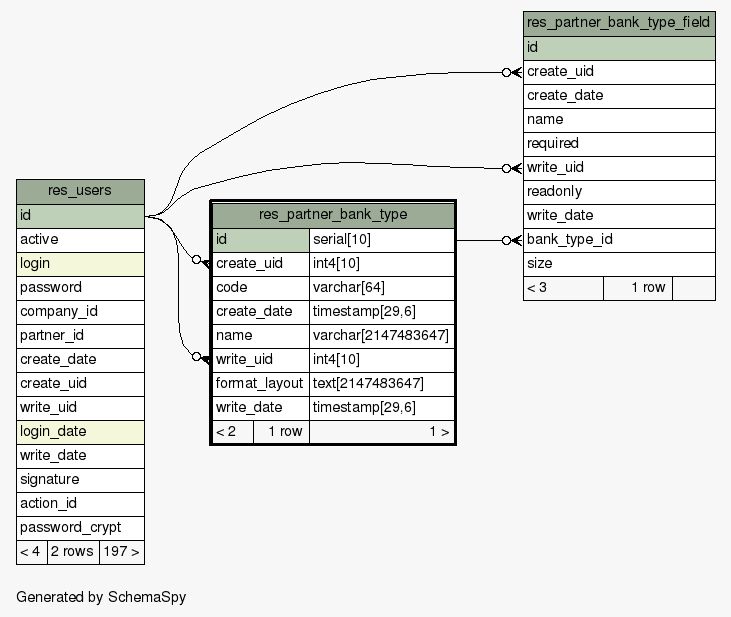 res_partner_bank_type_field
id
create_uid
create_date
name
required
write_uid
readonly
write_date
bank_type_id
size
< 3 1 row
res_users
id
active
login
password
company_id
partner_id
create_date
create_uid
write_uid
login_date
write_date
signature
action_id
password_crypt
< 4 2 rows 197 >
res_partner_bank_type
id serial[10]
create_uid int4[10]
code varchar[64]
create_date timestamp[29,6]
name varchar[2147483647]
write_uid int4[10]
format_layout text[2147483647]
write_date timestamp[29,6]
< 2 1 row 1 >
Generated by SchemaSpy